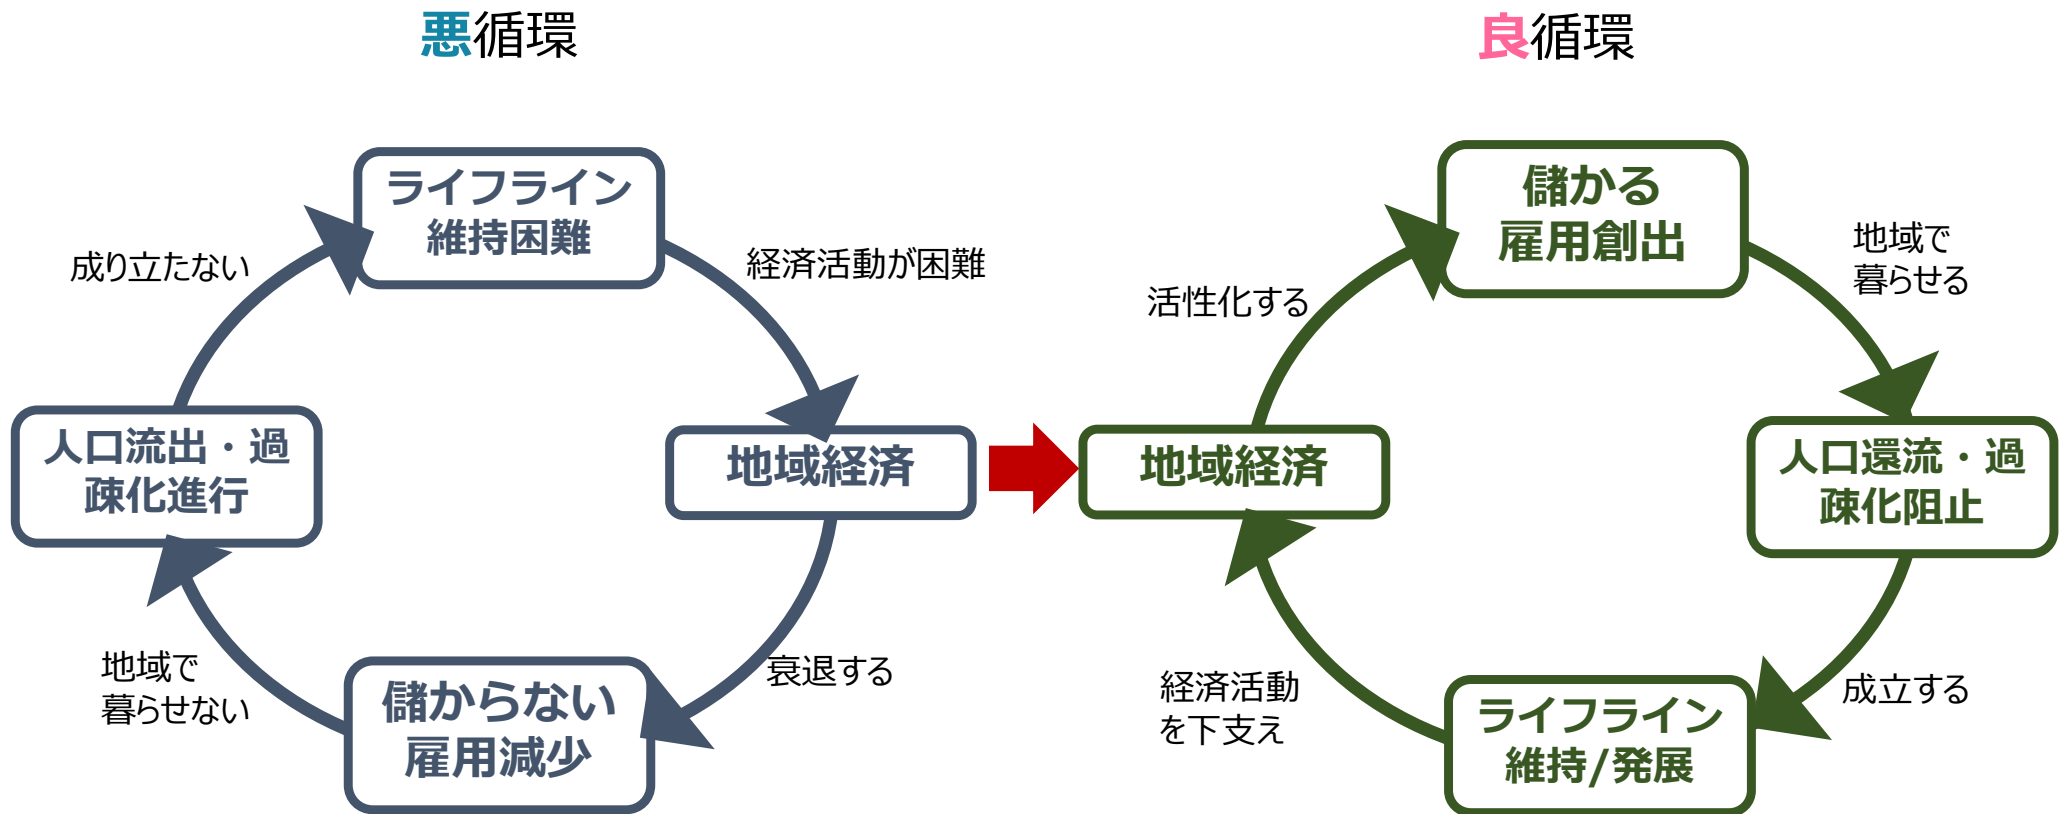 悪循環
ライフライン
維持困難
成り立たない
経済活動が困難
人口流出・過
疎化進行
地域経済
地域で
暮らせない
衰退する
儲からない
雇用減少
良循環
儲かる
雇用創出
地域で
暮らせる
活性化する
地域経済
人口還流・過
疎化阻止
経済活動
を下支え
成立する
ライフライン
維持/発展